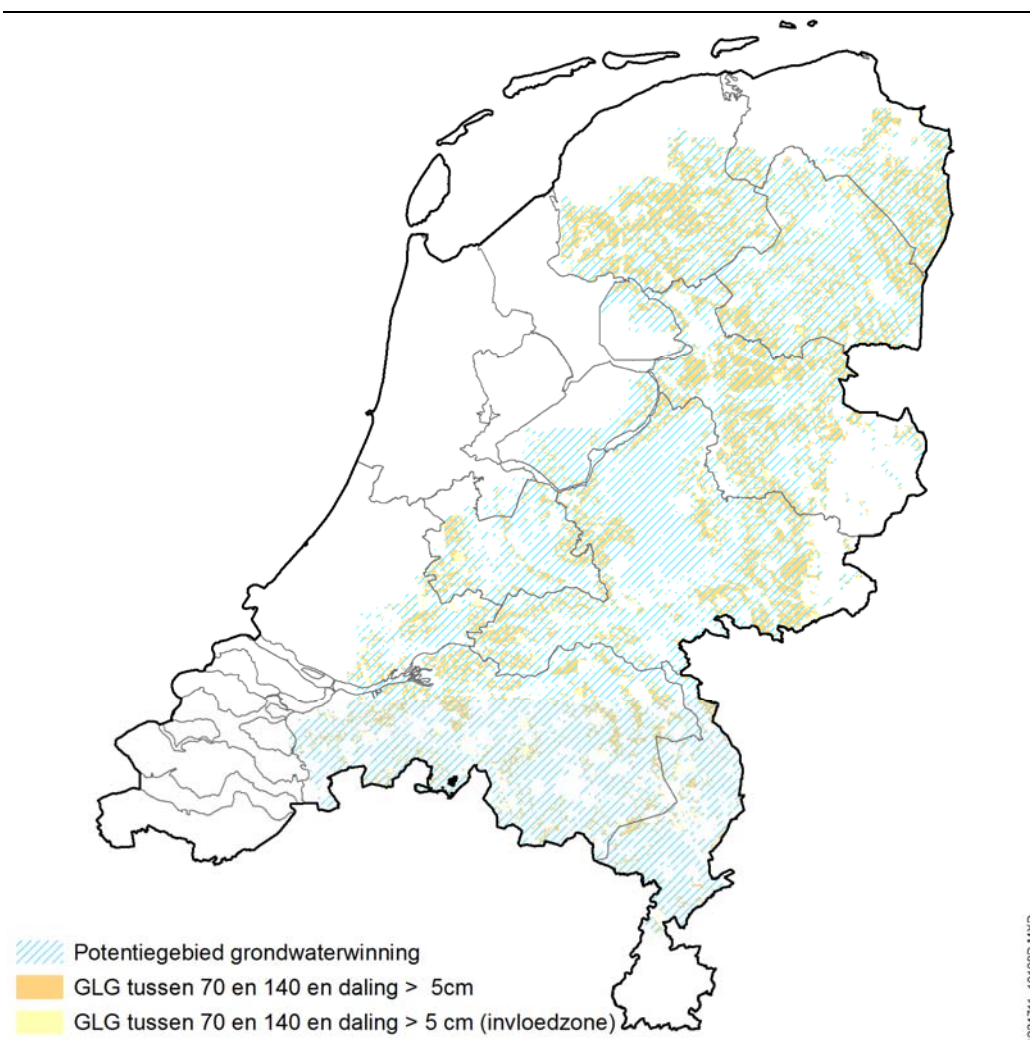 Potentiegebied grondwaterwinning
GLG tussen 70 en 140 en daling > 5cm
GLG tussen 70 en 140 en daling > 5 cm (invloedzone)